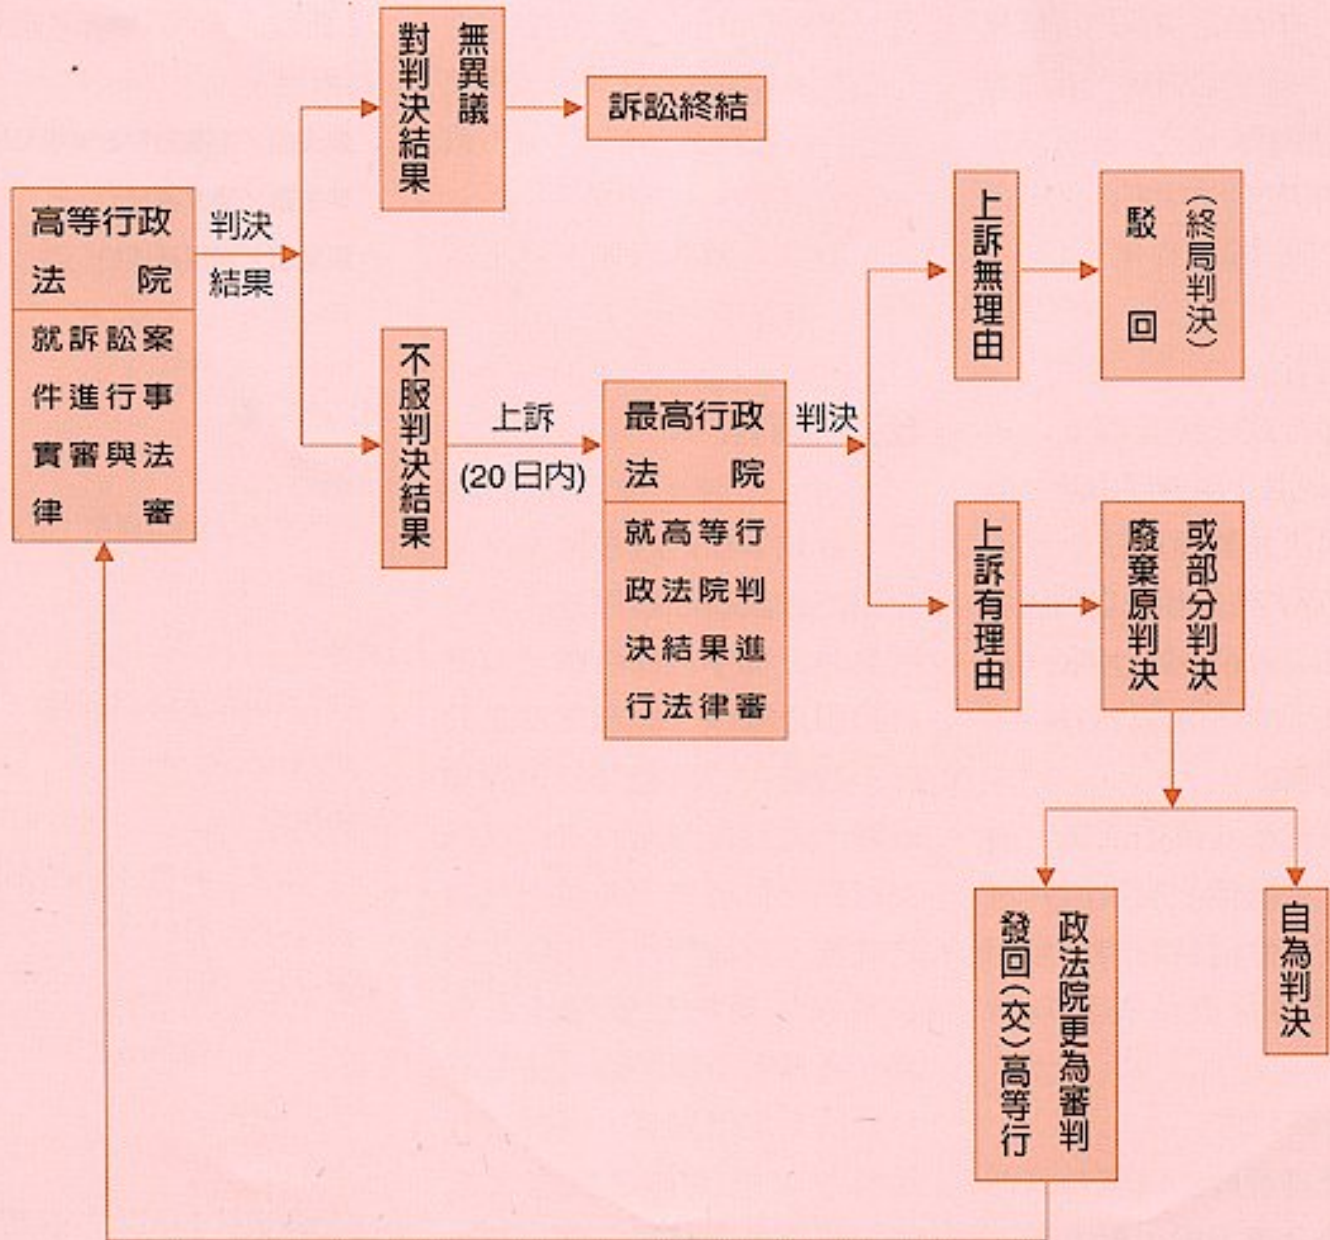 高等行政
法院
就訴訟案
件進行事
實審與法
律審
判決
結果
對判決結果
無異議
訴訟終結
不服判決結果
上訴
(20日內)
最高行政
法院
就高等行
政法院判
決結果進
行法律審
判決
上訴無理由
駁回
（終局判決）
上訴有理由
廢棄原判決
或部分判決
發回（交）高等行
政法院更為審判
自為判決